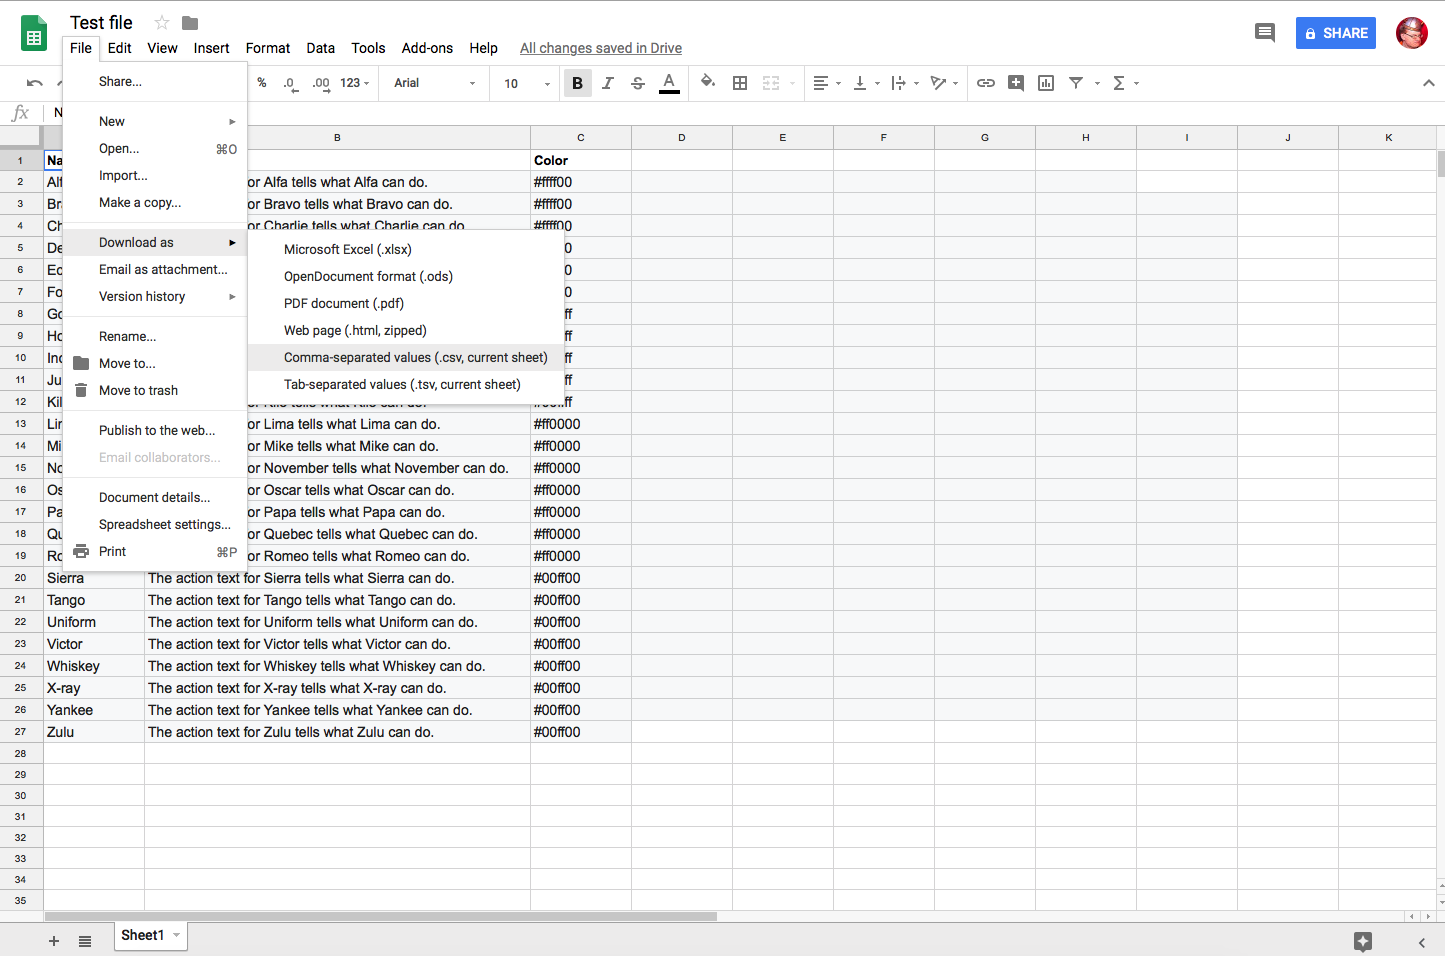 Test file
File Edit View Insert Format Data Tools Add-ons Help All changes saved in Drive
SHARE
% .0 .00 123 Arial 10 B I S A Σ
fx N
A B C D E F G H I J K
1 Na Color
2 Alf or Alfa tells what Alfa can do. #ffff00
3 Br or Bravo tells what Bravo can do. #ffff00
4 Ch or Charlie tells what Charlie can do. #ffff00
5 De 0
6 Ec 0
7 Fo 0
8 Go ff
9 Ho ff
10 Inc ff
11 Ju ff
12 Kil ff
13 Lir or Lima tells what Lima can do. #ff0000
14 Mi or Mike tells what Mike can do. #ff0000
15 No or November tells what November can do. #ff0000
16 Os or Oscar tells what Oscar can do. #ff0000
17 Pa or Papa tells what Papa can do. #ff0000
18 Qu or Quebec tells what Quebec can do. #ff0000
19 Ro or Romeo tells what Romeo can do. #ff0000
20 Sierra The action text for Sierra tells what Sierra can do. #00ff00
21 Tango The action text for Tango tells what Tango can do. #00ff00
22 Uniform The action text for Uniform tells what Uniform can do. #00ff00
23 Victor The action text for Victor tells what Victor can do. #00ff00
24 Whiskey The action text for Whiskey tells what Whiskey can do. #00ff00
25 X-ray The action text for X-ray tells what X-ray can do. #00ff00
26 Yankee The action text for Yankee tells what Yankee can do. #00ff00
27 Zulu The action text for Zulu tells what Zulu can do. #00ff00
28
29
30
31
32
33
34
35
Share...
New
Open... ⌘O
Import...
Make a copy...
Download as
Email as attachment...
Version history
Rename...
Move to...
Move to trash
Publish to the web...
Email collaborators...
Document details...
Spreadsheet settings...
Print ⌘P
Microsoft Excel (.xlsx)
OpenDocument format (.ods)
PDF document (.pdf)
Web page (.html, zipped)
Comma-separated values (.csv, current sheet)
Tab-separated values (.tsv, current sheet)
Sheet1